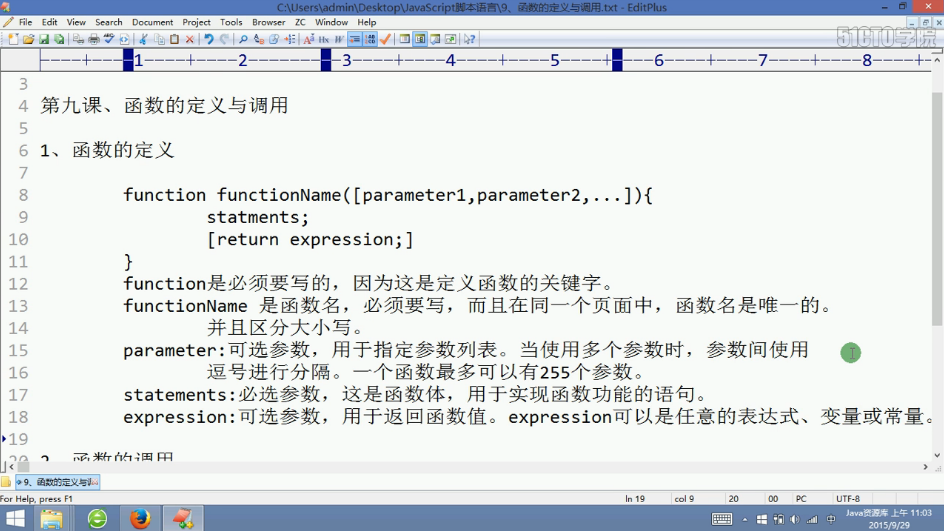 C:\Users\admin\Desktop\JavaScript脚本语言\9、函数的定义与调用.txt - EditPlus
File Edit View Search Document Project Tools Browser ZC Window Help
51CTO学院
1 2 3 4 5 6 7 8
3
4 第九课、函数的定义与调用
5
6 1、函数的定义
7
8 function functionName([parameter1,parameter2,...]){
9 statments;
10 [return expression;]
11 }
12 function是必须要写的，因为这是定义函数的关键字。
13 functionName 是函数名，必须要写，而且在同一个页面中，函数名是唯一的。
14 并且区分大小写。
15 parameter:可选参数，用于指定参数列表。当使用多个参数时，参数间使用
16 逗号进行分隔。一个函数最多可以有255个参数。
17 statements:必选参数，这是函数体，用于实现函数功能的语句。
18 expression:可选参数，用于返回函数值。expression可以是任意的表达式、变量或常量。
19
20 2、函数的调用
9、函数的定义与
For Help, press F1 ln 19 col 9 20 00 PC UTF-8
Java资源库 上午 11:03
2015/9/29